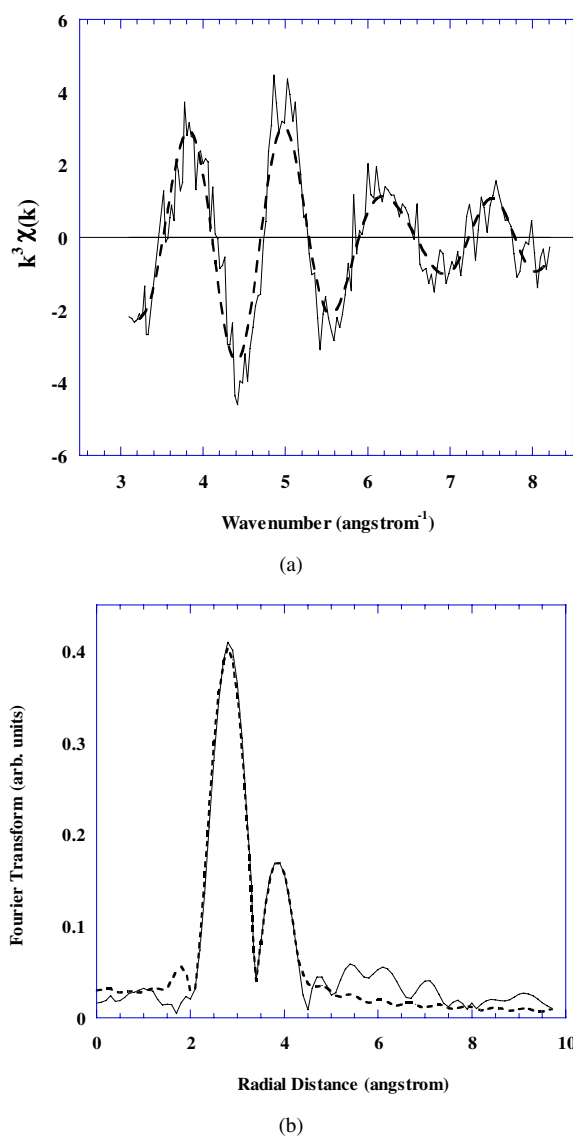 6
4
2
0
-2
-4
-6
k³ χ(k)
3 4 5 6 7 8
Wavenumber (angstrom⁻¹)
(a)
0.4
0.3
0.2
0.1
0
Fourier Transform (arb. units)
0 2 4 6 8 10
Radial Distance (angstrom)
(b)